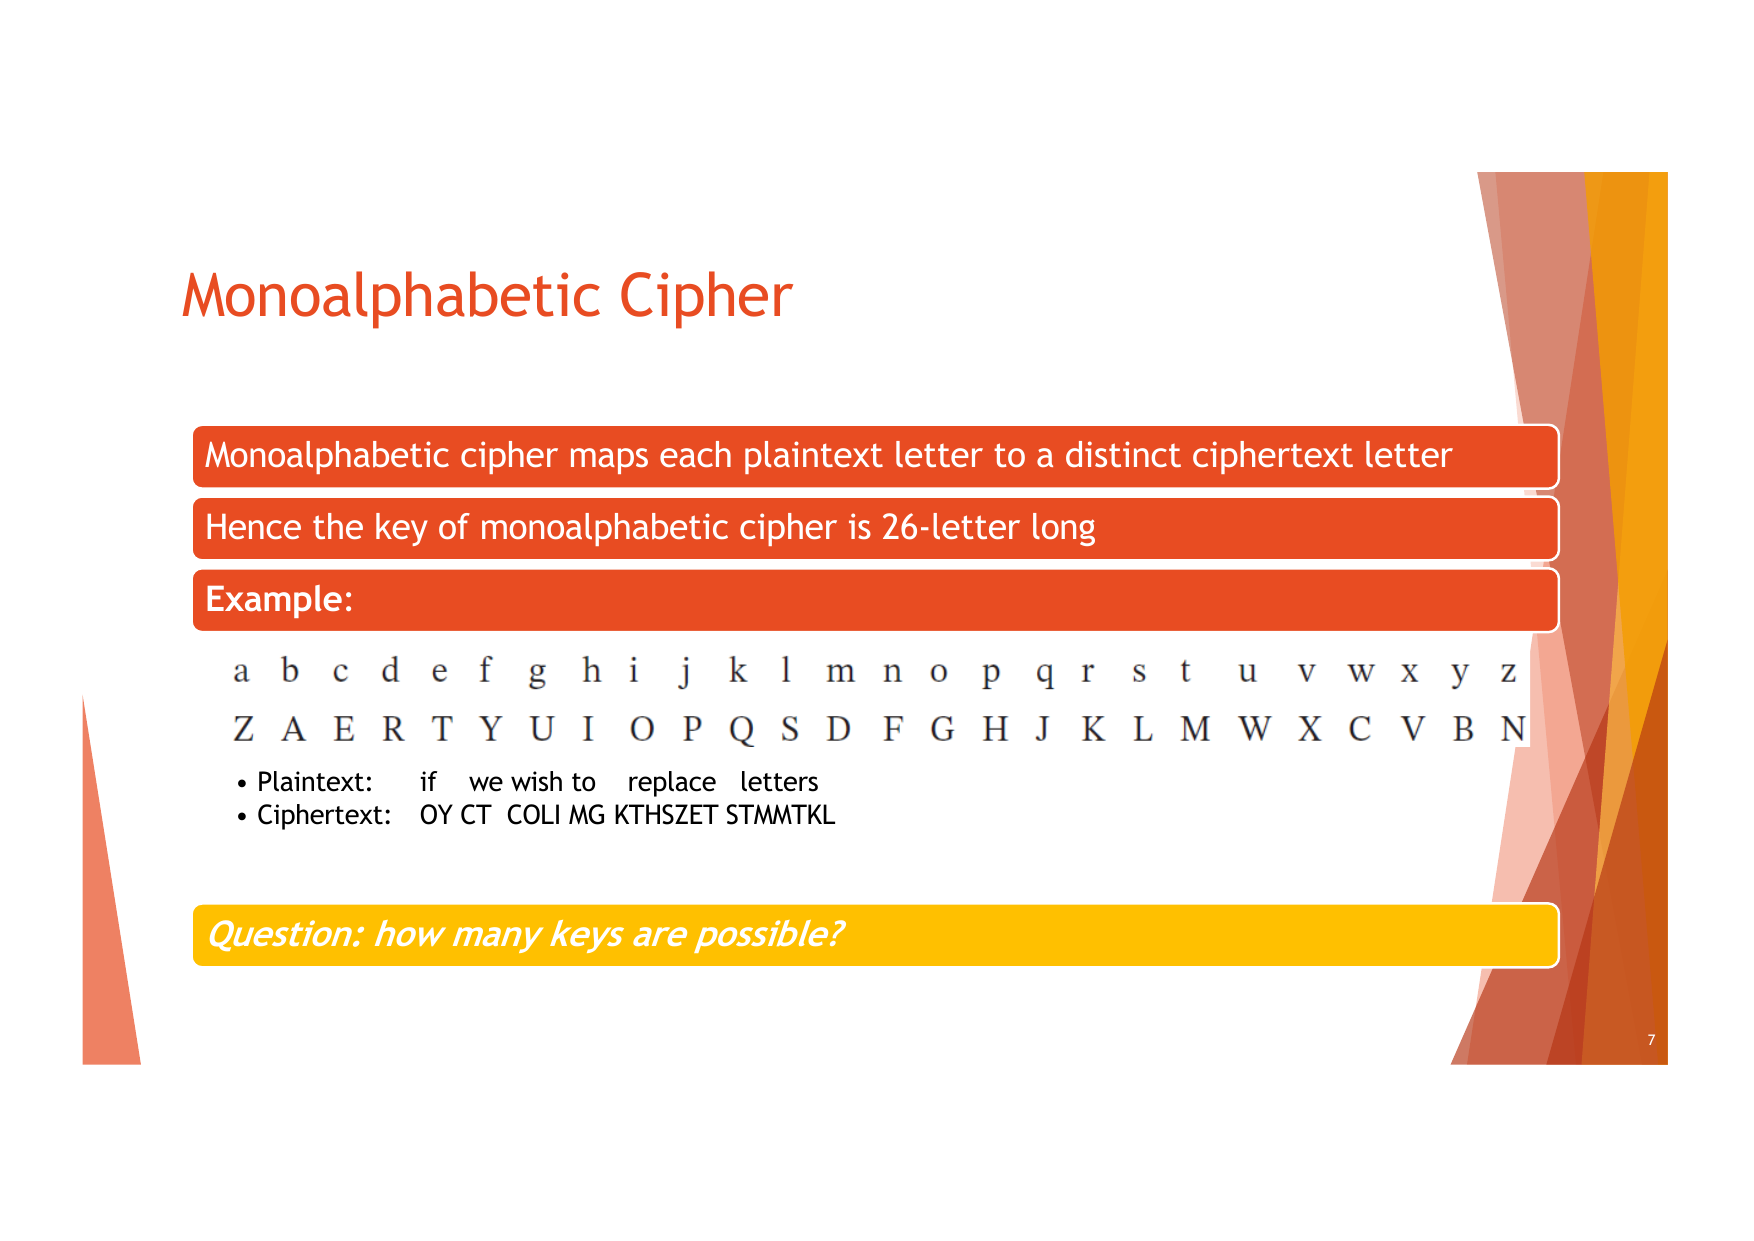 Monoalphabetic Cipher
Monoalphabetic cipher maps each plaintext letter to a distinct ciphertext letter
Hence the key of monoalphabetic cipher is 26-letter long
Example:
a b c d e f g h i j k l m n o p q r s t u v w x y z
Z A E R T Y U I O P Q S D F G H J K L M W X C V B N
• Plaintext: if we wish to replace letters
• Ciphertext: OY CT COLI MG KTHSZET STMMTKL
Question: how many keys are possible?
7